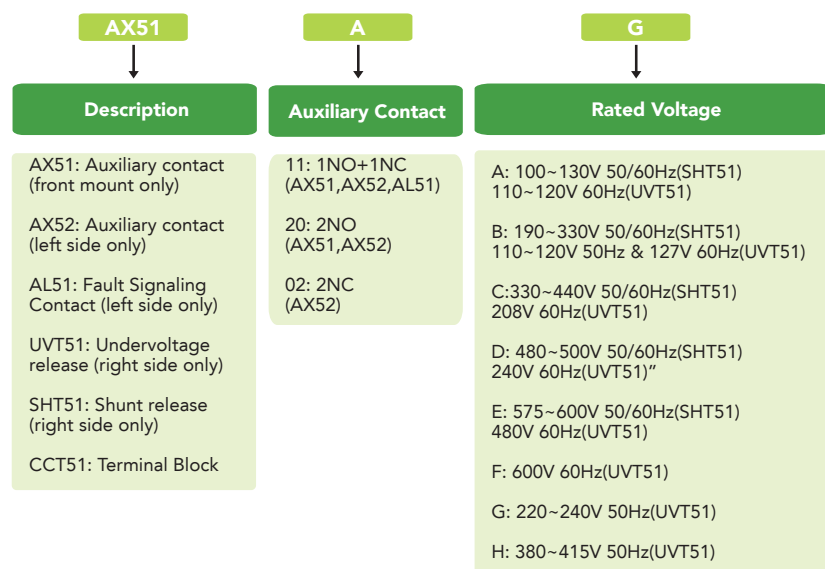 AX51
A
G
Description
Auxiliary Contact
Rated Voltage
AX51: Auxiliary contact
(front mount only)
AX52: Auxiliary contact
(left side only)
AL51: Fault Signaling
Contact (left side only)
UVT51: Undervoltage
release (right side only)
SHT51: Shunt release
(right side only)
CCT51: Terminal Block
11: 1NO+1NC
(AX51,AX52,AL51)
20: 2NO
(AX51,AX52)
02: 2NC
(AX52)
A: 100~130V 50/60Hz(SHT51)
110~120V 60Hz(UVT51)
B: 190~330V 50/60Hz(SHT51)
110~120V 50Hz & 127V 60Hz(UVT51)
C:330~440V 50/60Hz(SHT51)
208V 60Hz(UVT51)
D: 480~500V 50/60Hz(SHT51)
240V 60Hz(UVT51)”
E: 575~600V 50/60Hz(SHT51)
480V 60Hz(UVT51)
F: 600V 60Hz(UVT51)
G: 220~240V 50Hz(UVT51)
H: 380~415V 50Hz(UVT51)